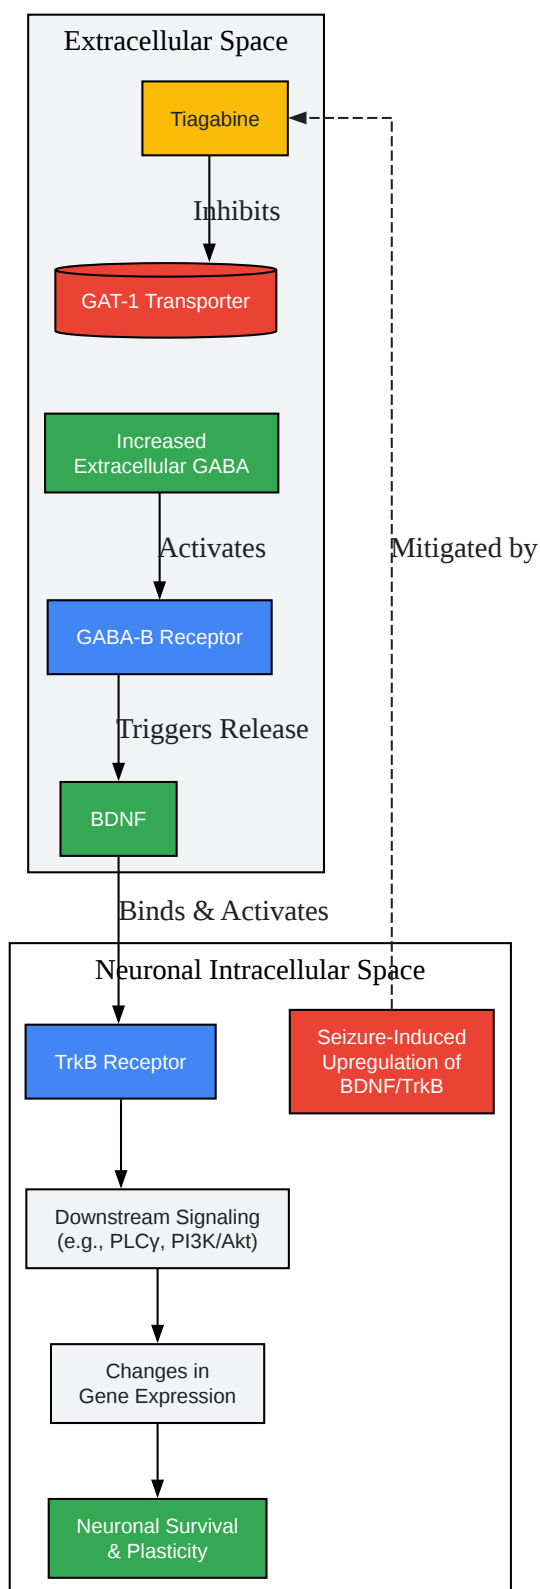 Extracellular Space
Tiagabine
Inhibits
GAT-1 Transporter
Increased
Extracellular GABA
Activates
Mitigated by
GABA-B Receptor
Triggers Release
BDNF
Binds & Activates
Neuronal Intracellular Space
Seizure-Induced
Upregulation of
BDNF/TrkB
TrkB Receptor
Downstream Signaling
(e.g., PLCγ, PI3K/Akt)
Changes in
Gene Expression
Neuronal Survival
& Plasticity